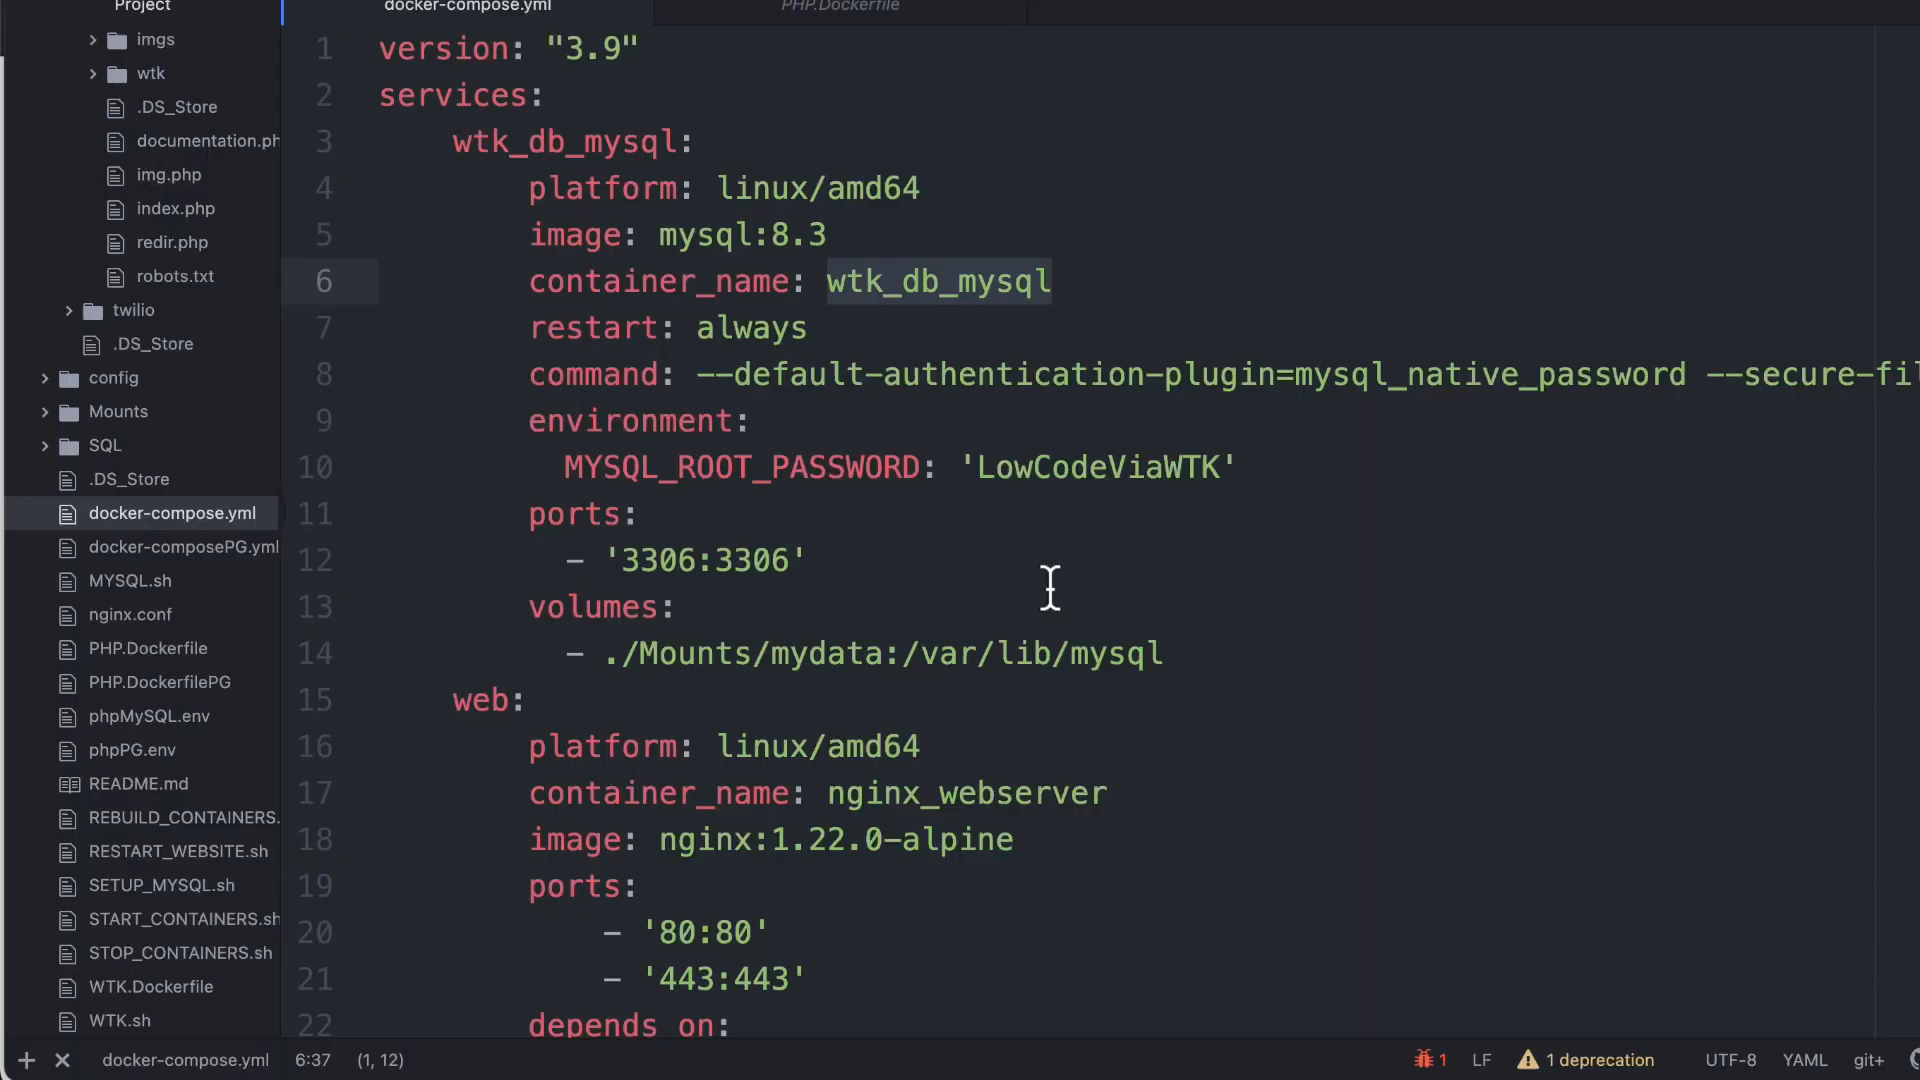 Project
imgs
wtk
.DS_Store
documentation.ph
img.php
index.php
redir.php
robots.txt
twilio
.DS_Store
config
Mounts
SQL
.DS_Store
docker-compose.yml
docker-composePG.yml
MYSQL.sh
nginx.conf
PHP.Dockerfile
PHP.DockerfilePG
phpMySQL.env
phpPG.env
README.md
REBUILD_CONTAINERS.
RESTART_WEBSITE.sh
SETUP_MYSQL.sh
START_CONTAINERS.sh
STOP_CONTAINERS.sh
WTK.Dockerfile
WTK.sh
docker-compose.yml PHP.Dockerfile
1 version: "3.9"
2 services:
3 wtk_db_mysql:
4 platform: linux/amd64
5 image: mysql:8.3
6 container_name: wtk_db_mysql
7 restart: always
8 command: --default-authentication-plugin=mysql_native_password --secure-fil
9 environment:
10 MYSQL_ROOT_PASSWORD: 'LowCodeViaWTK'
11 ports:
12 - '3306:3306'
13 volumes:
14 - ./Mounts/mydata:/var/lib/mysql
15 web:
16 platform: linux/amd64
17 container_name: nginx_webserver
18 image: nginx:1.22.0-alpine
19 ports:
20 - '80:80'
21 - '443:443'
22 depends_on:
docker-compose.yml 6:37 (1, 12) 1 LF 1 deprecation UTF-8 YAML git+